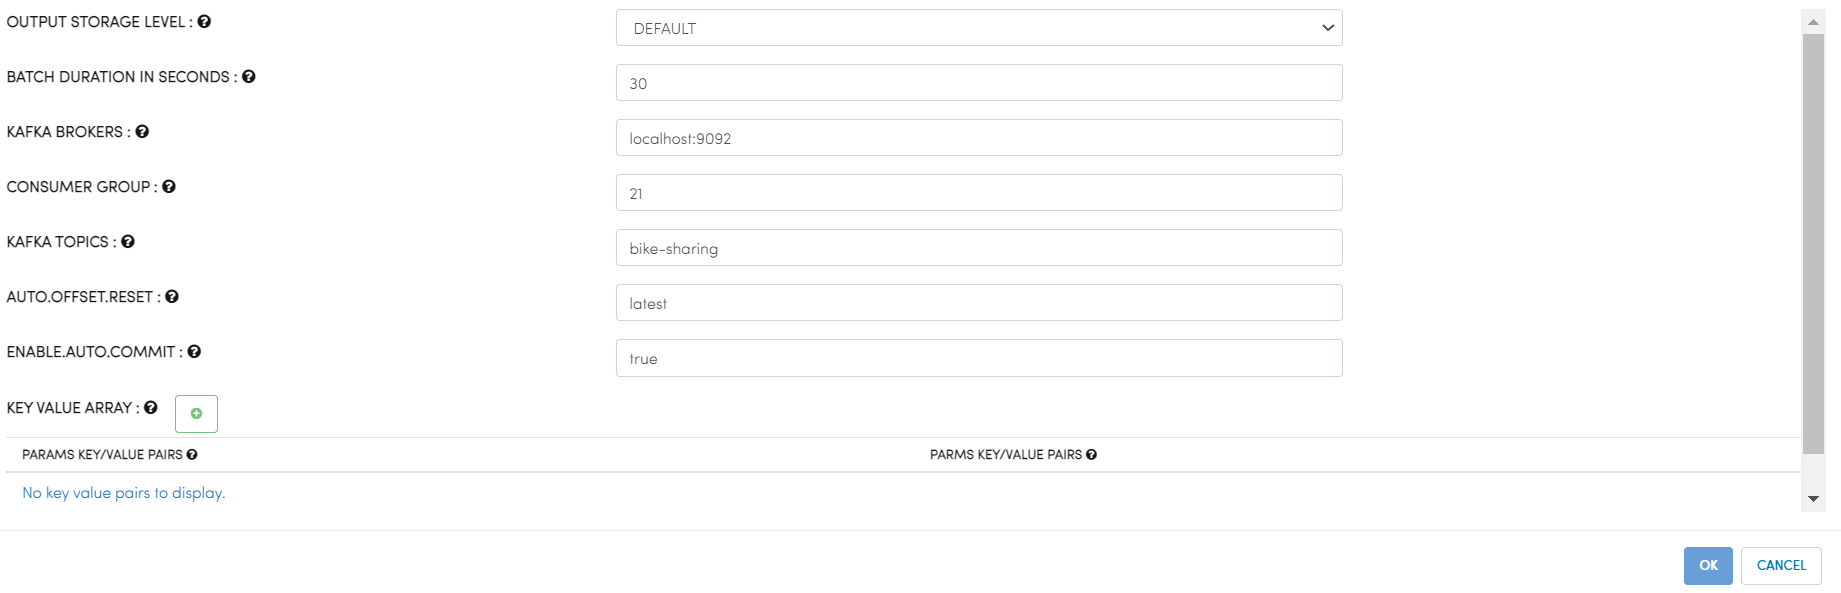 OUTPUT STORAGE LEVEL :
DEFAULT
BATCH DURATION IN SECONDS :
30
KAFKA BROKERS :
localhost:9092
CONSUMER GROUP :
21
KAFKA TOPICS :
bike-sharing
AUTO.OFFSET.RESET :
latest
ENABLE.AUTO.COMMIT :
true
KEY VALUE ARRAY :
PARAMS KEY/VALUE PAIRS
PARMS KEY/VALUE PAIRS
No key value pairs to display.
OK
CANCEL